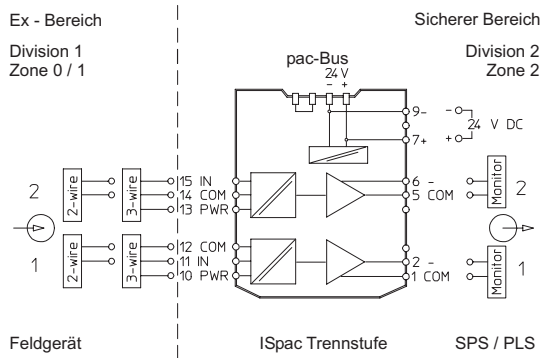 Ex - Bereich
Sicherer Bereich
Division 1
Zone 0 / 1
Division 2
Zone 2
pac-Bus
24 V
- +
9-
7+
- 
+
24 V DC
2
2-wire
3-wire
15 IN
14 COM
13 PWR
6 -
5 COM
Monitor
2
1
2-wire
3-wire
12 COM
11 IN
10 PWR
2 -
1 COM
Monitor
1
Feldgerät
ISpac Trennstufe
SPS / PLS